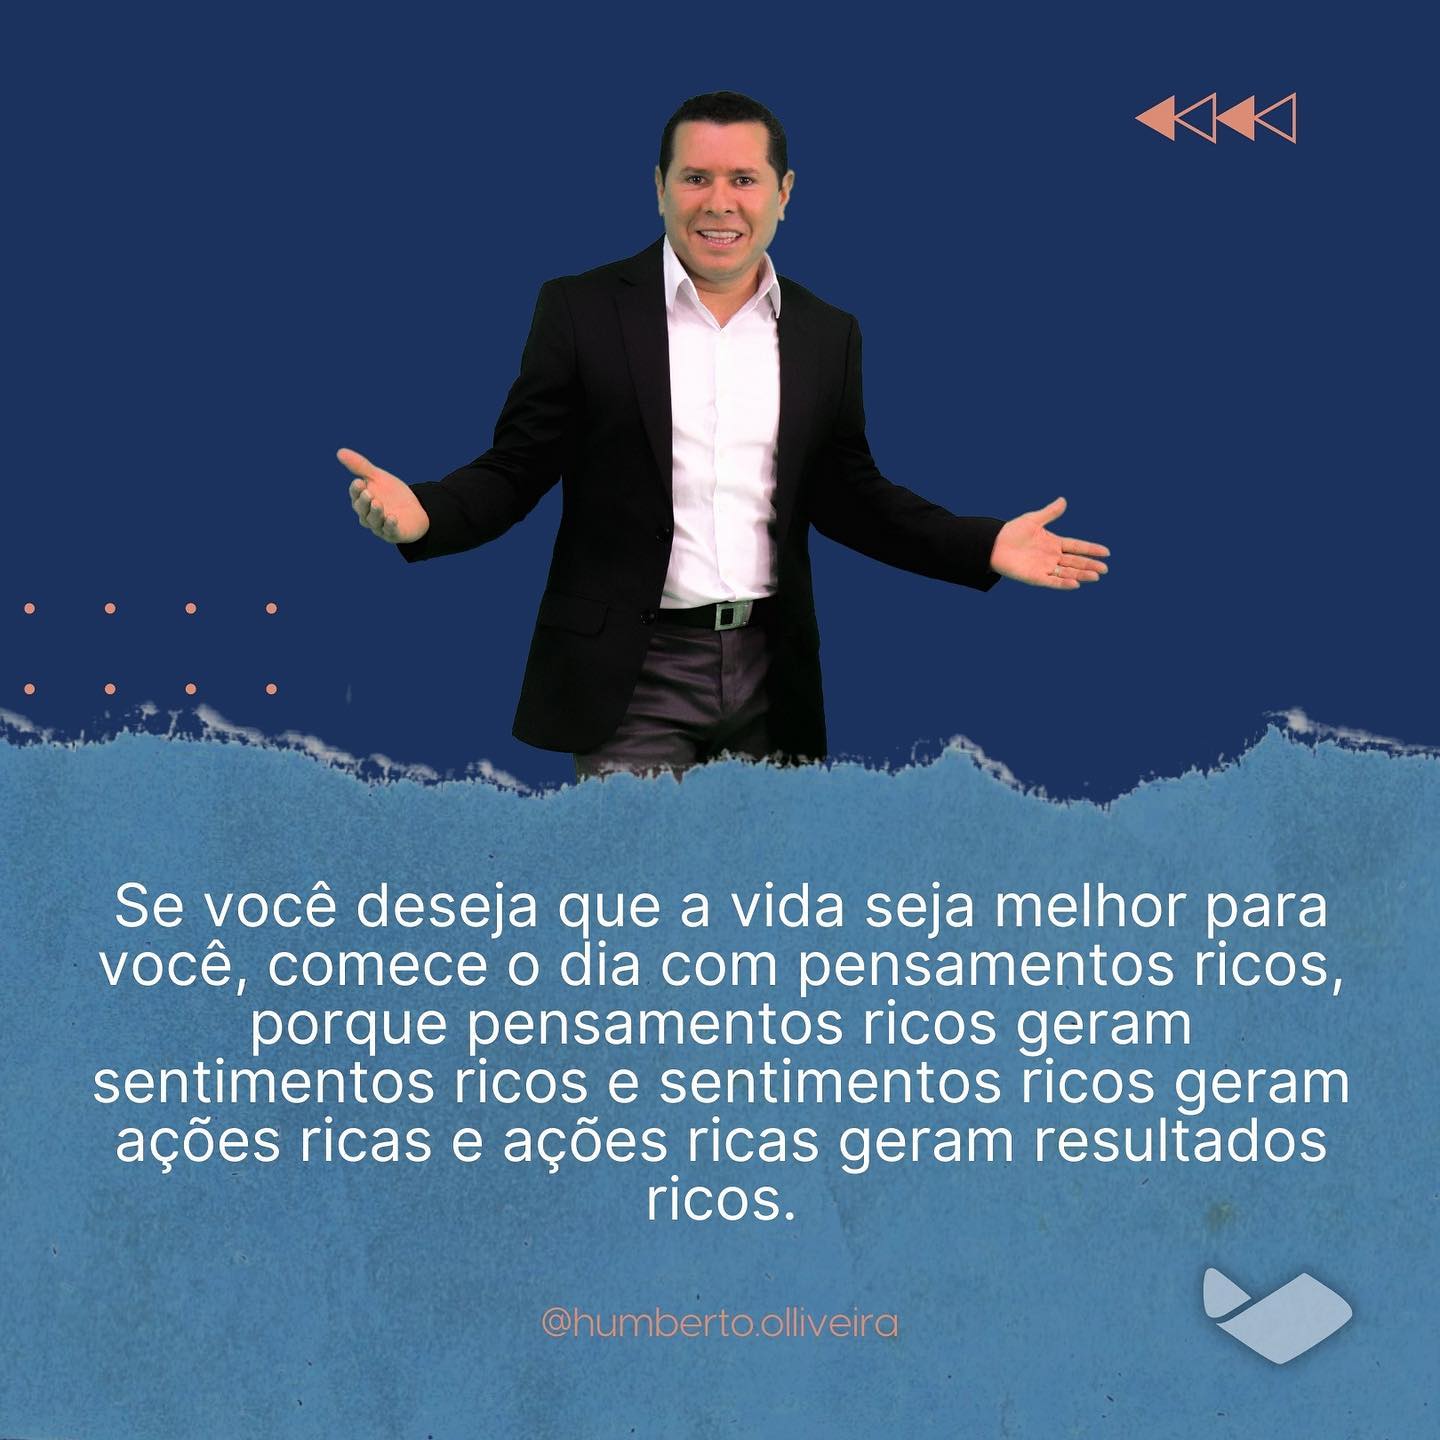 Se você deseja que a vida seja melhor para
você, comece o dia com pensamentos ricos,
porque pensamentos ricos geram
sentimentos ricos e sentimentos ricos geram
ações ricas e ações ricas geram resultados
ricos.
@humberto.olliveira